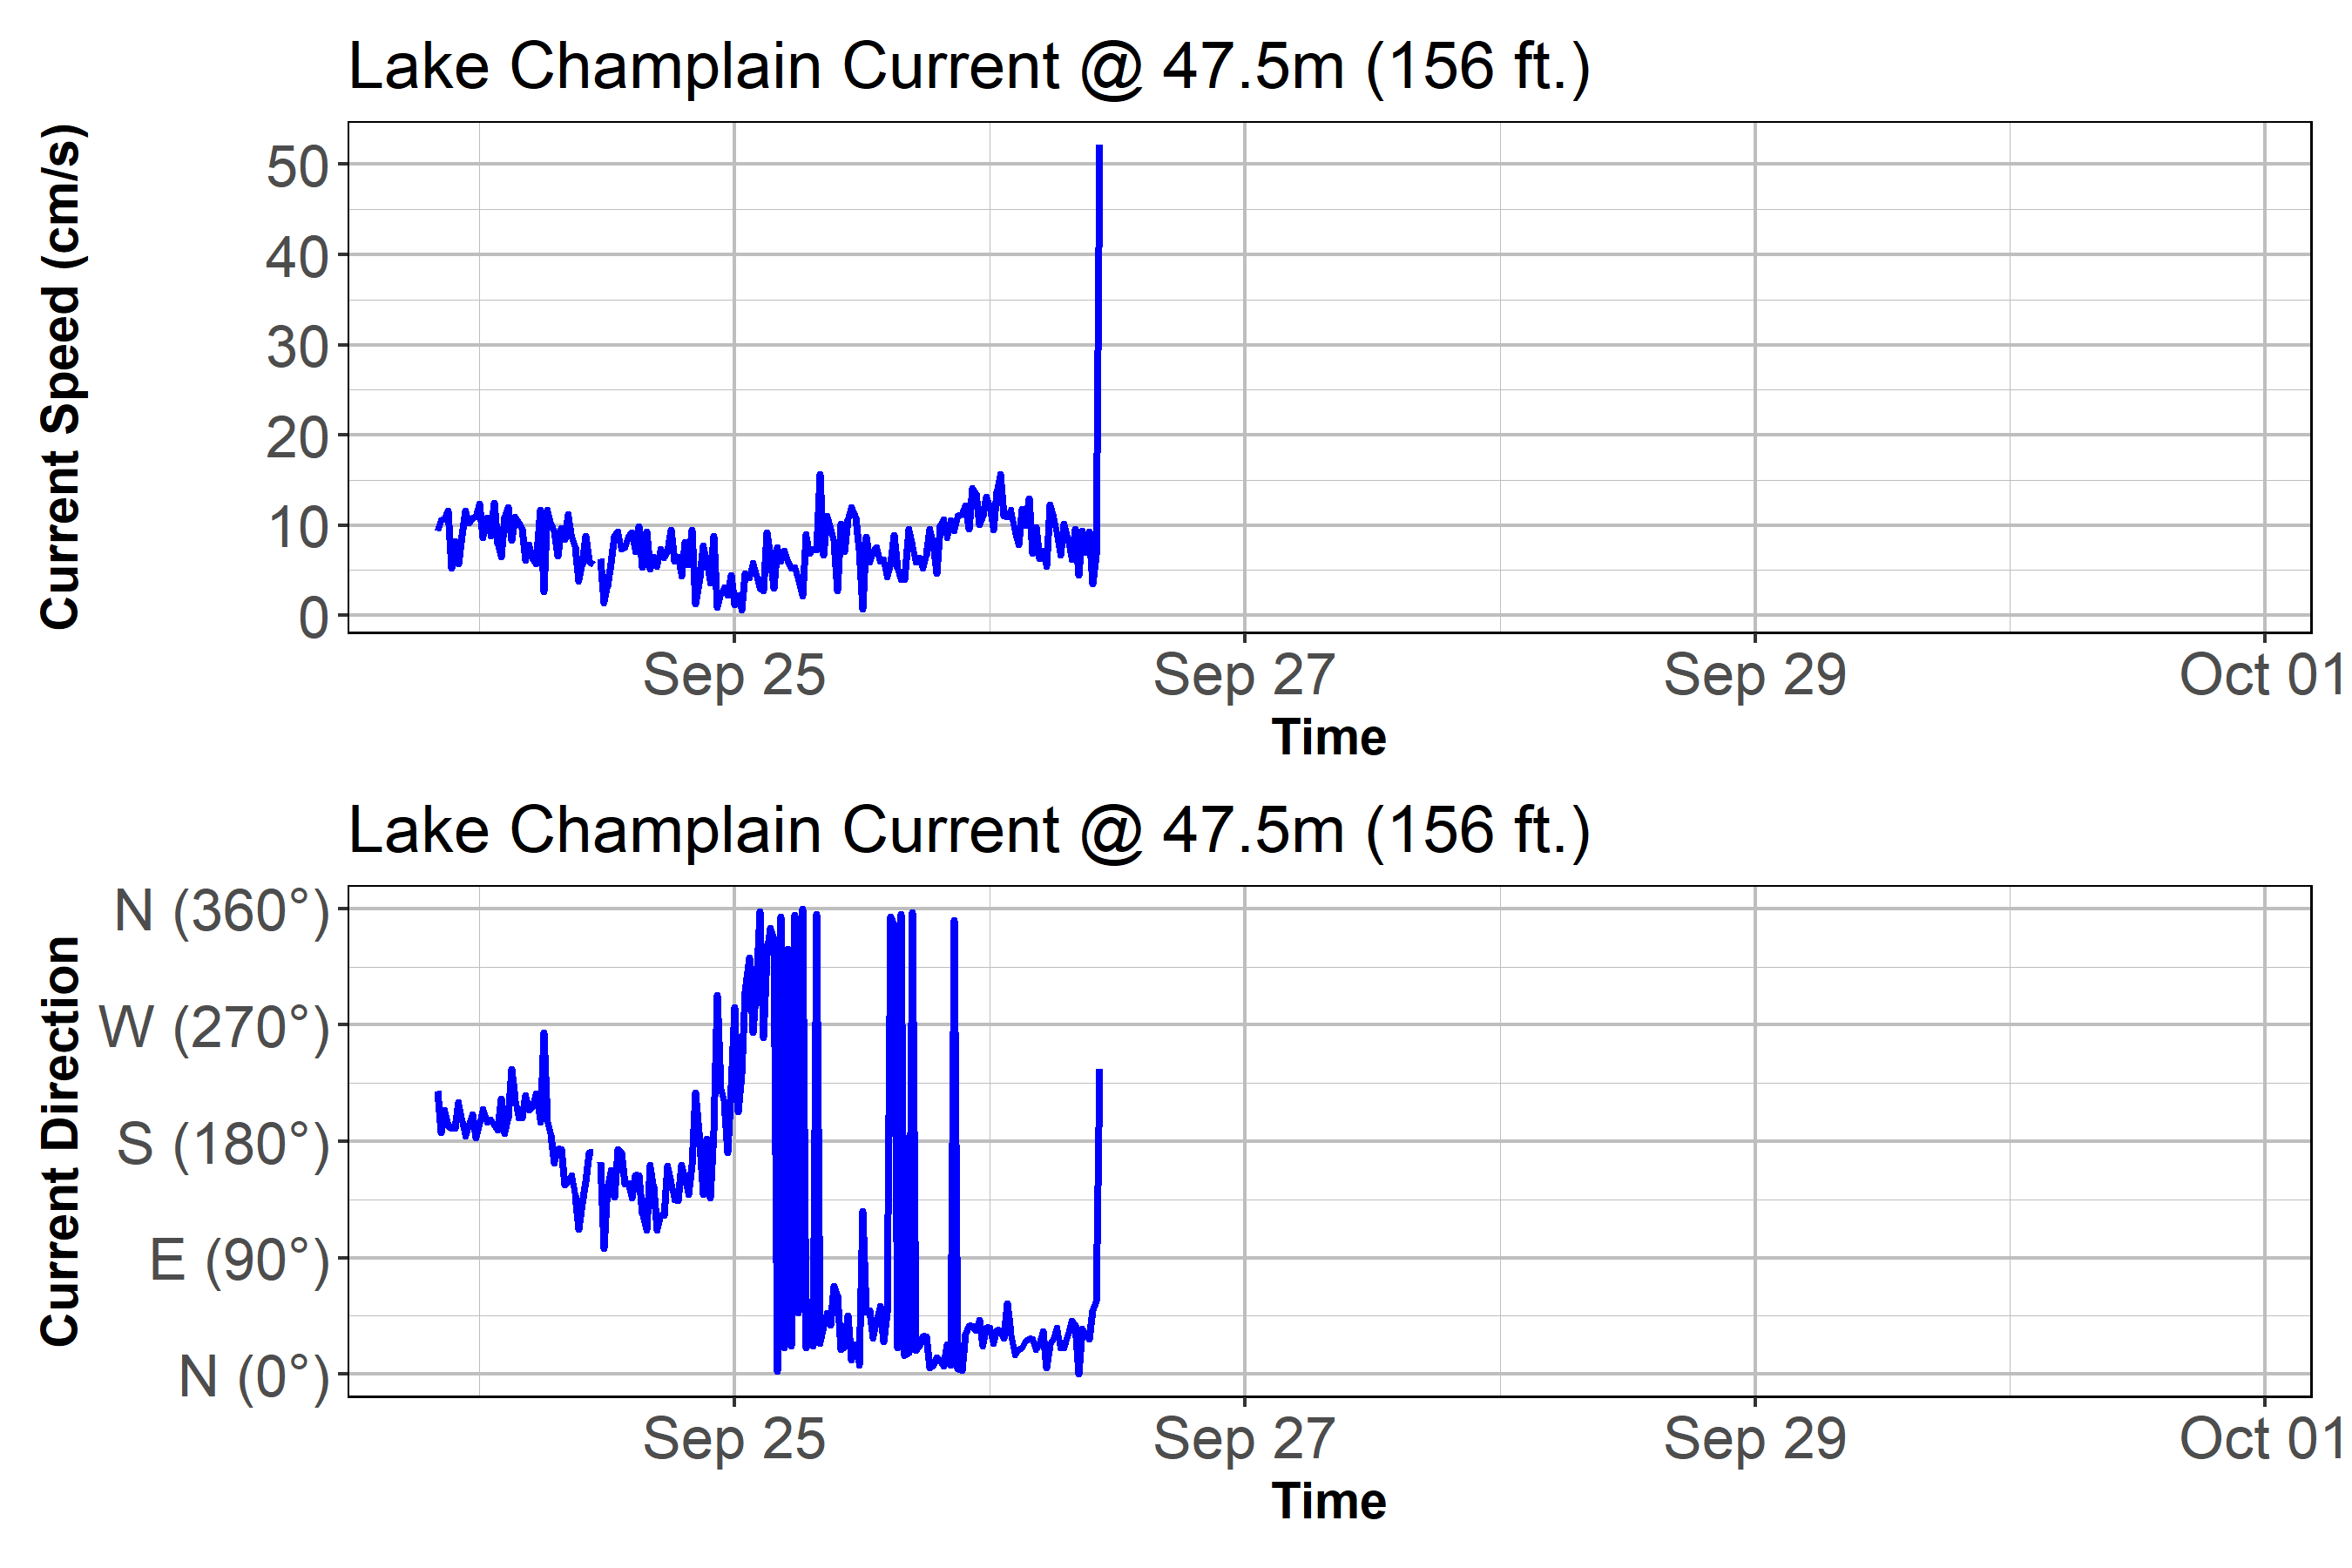 Lake Champlain Current @ 47.5m (156 ft.)
Current Speed (cm/s)
50
40
30
20
10
0
Sep 25 Sep 27 Sep 29 Oct 01
Time
Lake Champlain Current @ 47.5m (156 ft.)
Current Direction
N (360°)
W (270°)
S (180°)
E (90°)
N (0°)
Sep 25 Sep 27 Sep 29 Oct 01
Time